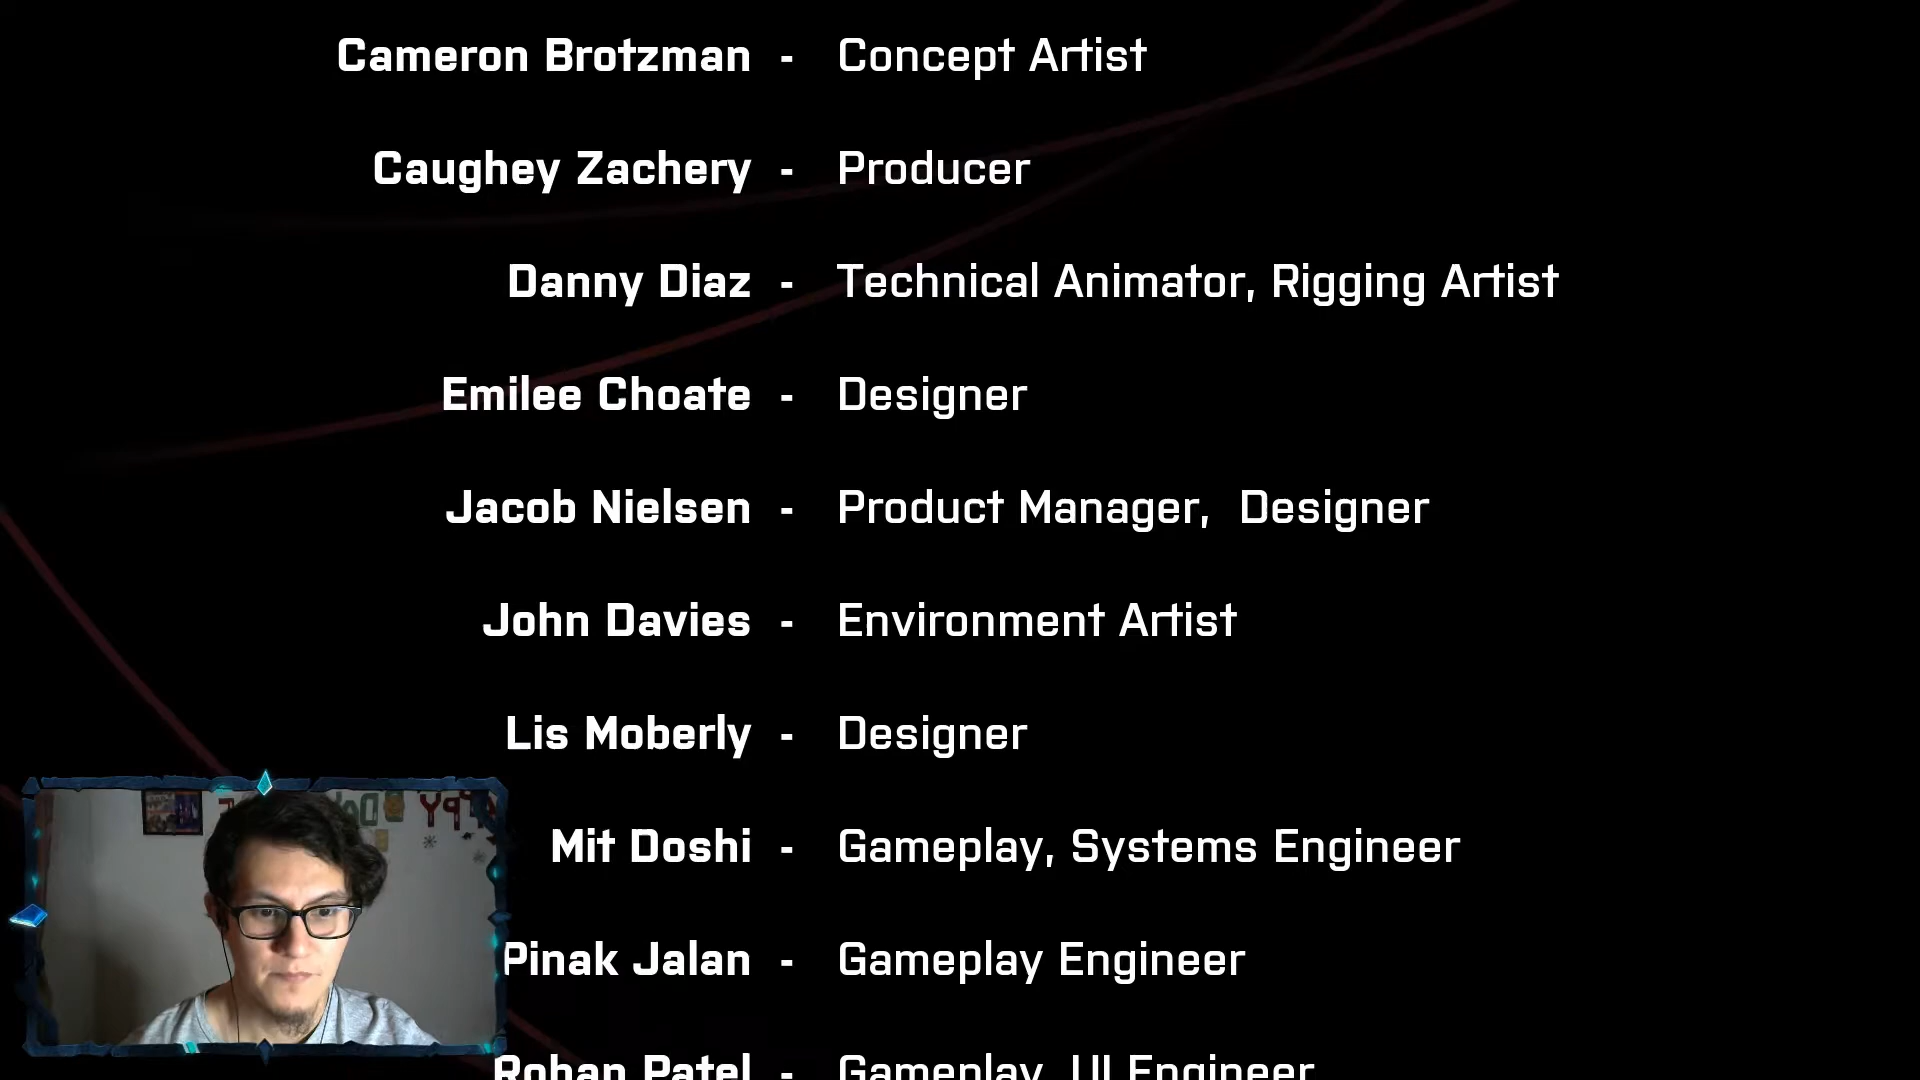 Cameron Brotzman - Concept Artist
Caughey Zachery - Producer
Danny Diaz - Technical Animator, Rigging Artist
Emilee Choate - Designer
Jacob Nielsen - Product Manager,  Designer
John Davies - Environment Artist
Lis Moberly - Designer
Mit Doshi - Gameplay, Systems Engineer
Pinak Jalan - Gameplay Engineer
Rohan Patel - Gameplay, UI Engineer